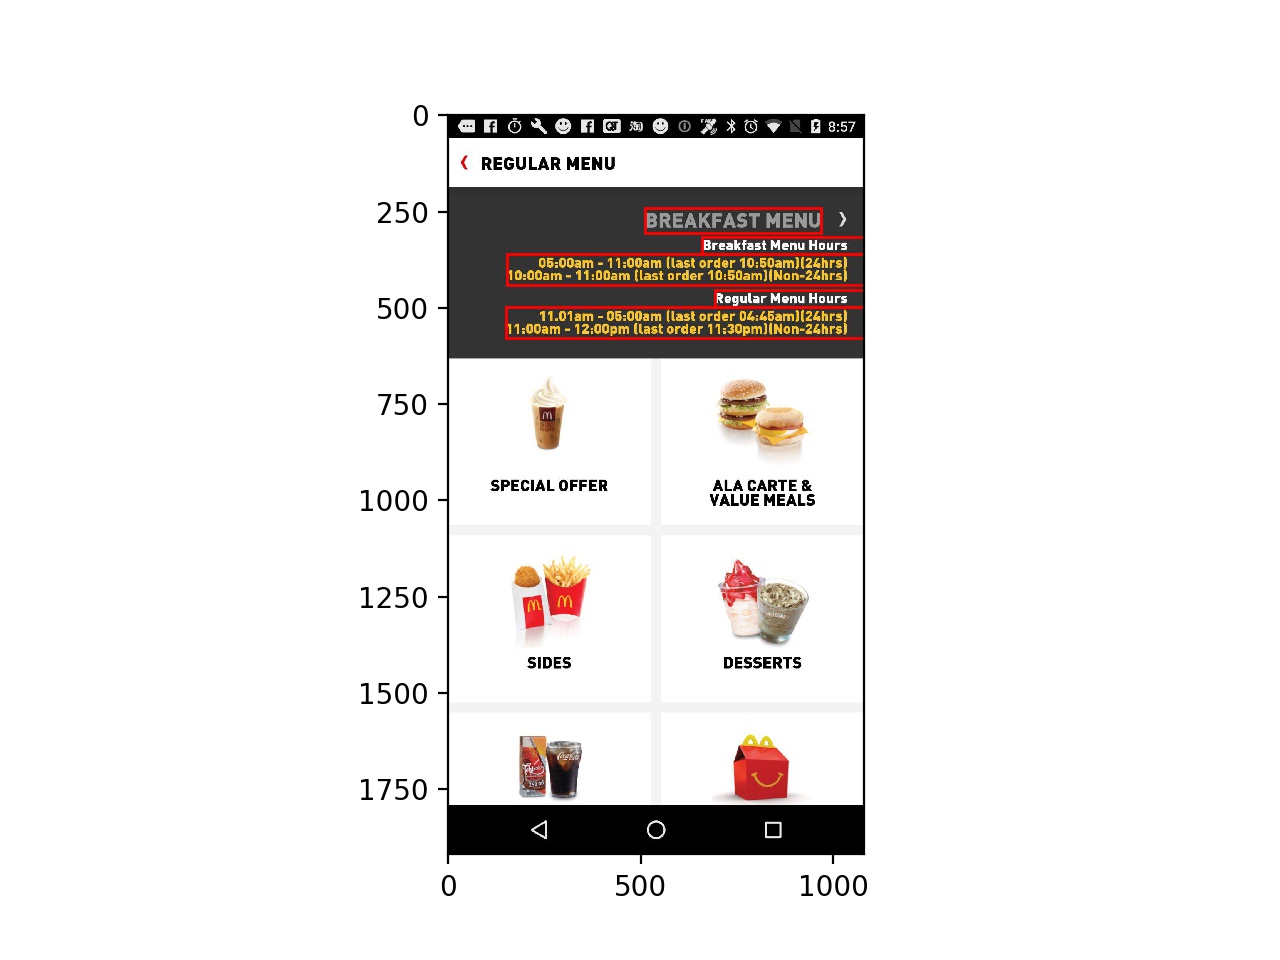 0
8:57
REGULAR MENU
250
BREAKFAST MENU
Breakfast Menu Hours
05:00am - 11:00am (last order 10:50am)(24hrs)
10:00am - 11:00am (last order 10:50am)(Non-24hrs)
500
Regular Menu Hours
11.01am - 05:00am (last order 04:45am)(24hrs)
11:00am - 12:00pm (last order 11:30pm)(Non-24hrs)
750
SPECIAL OFFER
ALA CARTE &
VALUE MEALS
1000
1250
SIDES
DESSERTS
1500
1750
0
500
1000